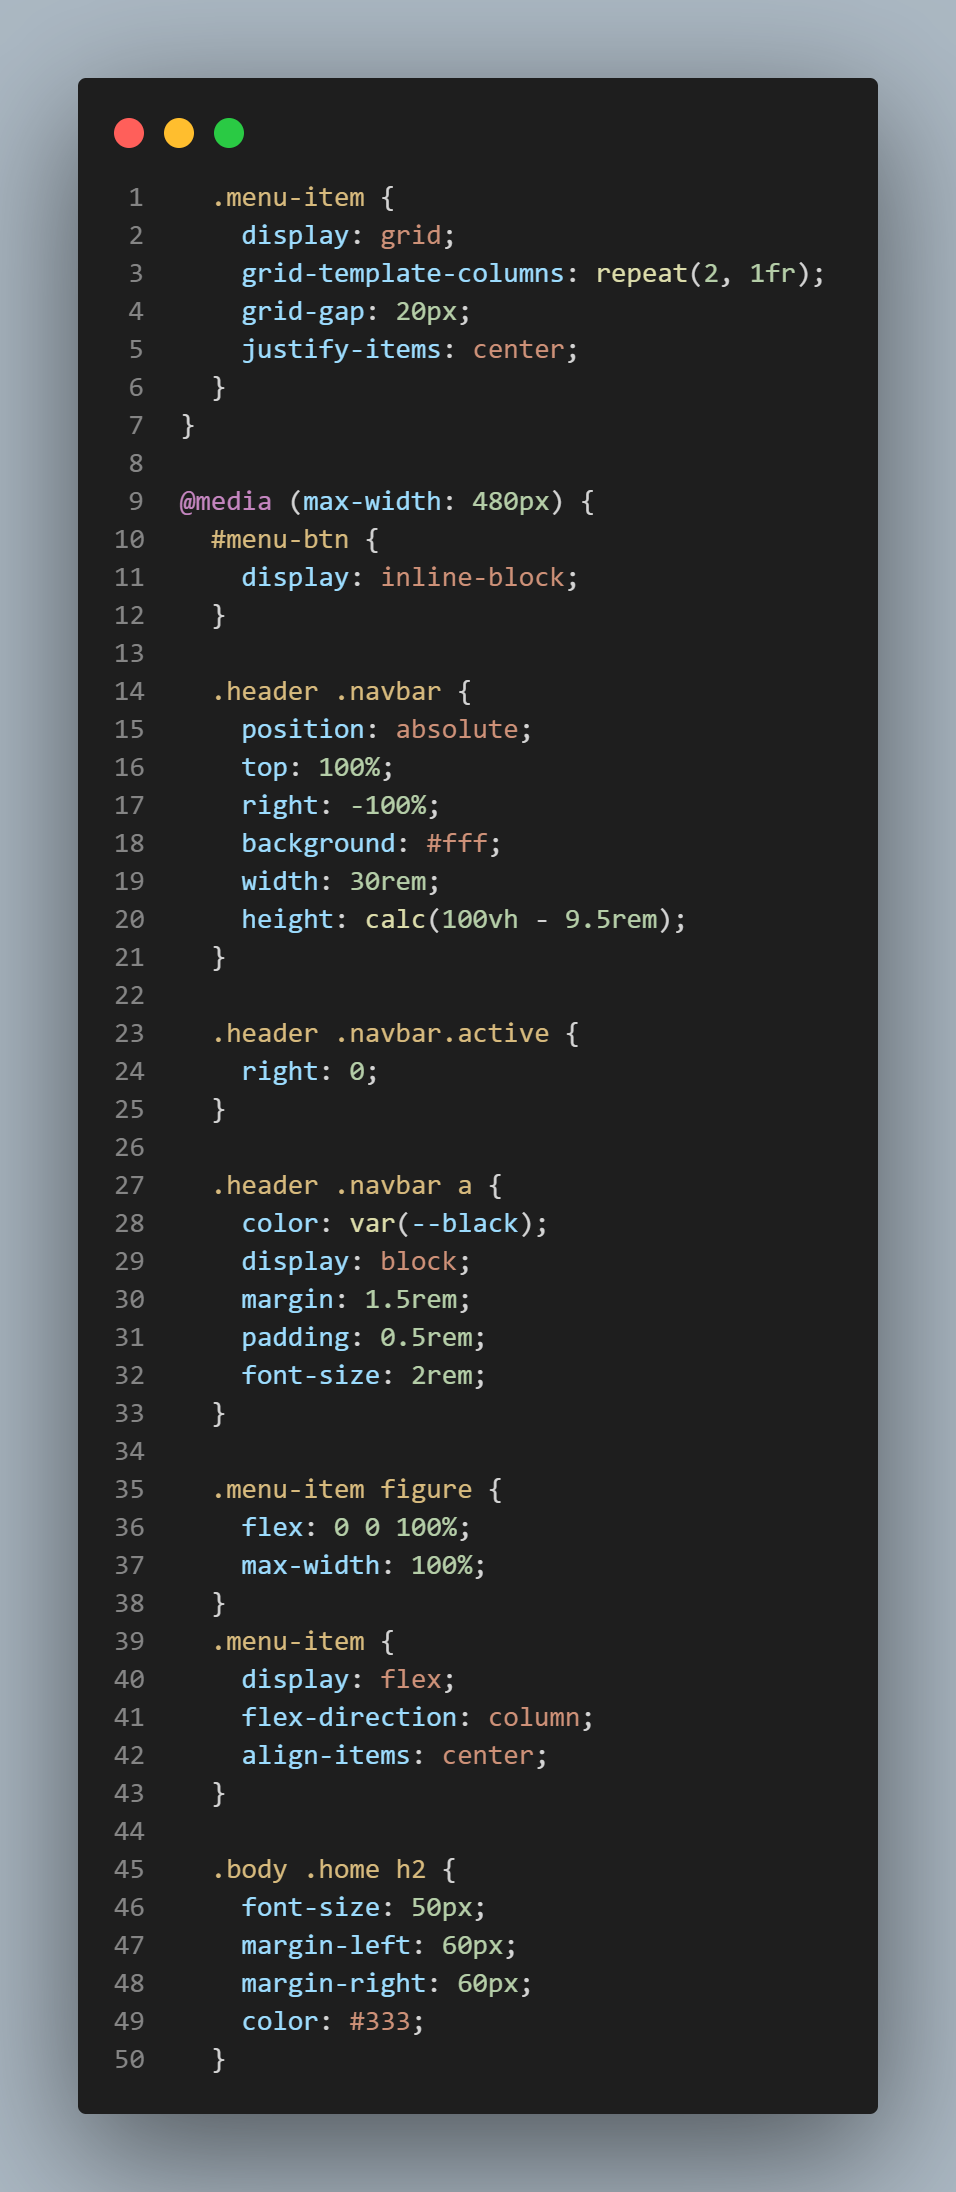 1 .menu-item {
2 display: grid;
3 grid-template-columns: repeat(2, 1fr);
4 grid-gap: 20px;
5 justify-items: center;
6 }
7 }
8
9 @media (max-width: 480px) {
10 #menu-btn {
11 display: inline-block;
12 }
13
14 .header .navbar {
15 position: absolute;
16 top: 100%;
17 right: -100%;
18 background: #fff;
19 width: 30rem;
20 height: calc(100vh - 9.5rem);
21 }
22
23 .header .navbar.active {
24 right: 0;
25 }
26
27 .header .navbar a {
28 color: var(--black);
29 display: block;
30 margin: 1.5rem;
31 padding: 0.5rem;
32 font-size: 2rem;
33 }
34
35 .menu-item figure {
36 flex: 0 0 100%;
37 max-width: 100%;
38 }
39 .menu-item {
40 display: flex;
41 flex-direction: column;
42 align-items: center;
43 }
44
45 .body .home h2 {
46 font-size: 50px;
47 margin-left: 60px;
48 margin-right: 60px;
49 color: #333;
50 }